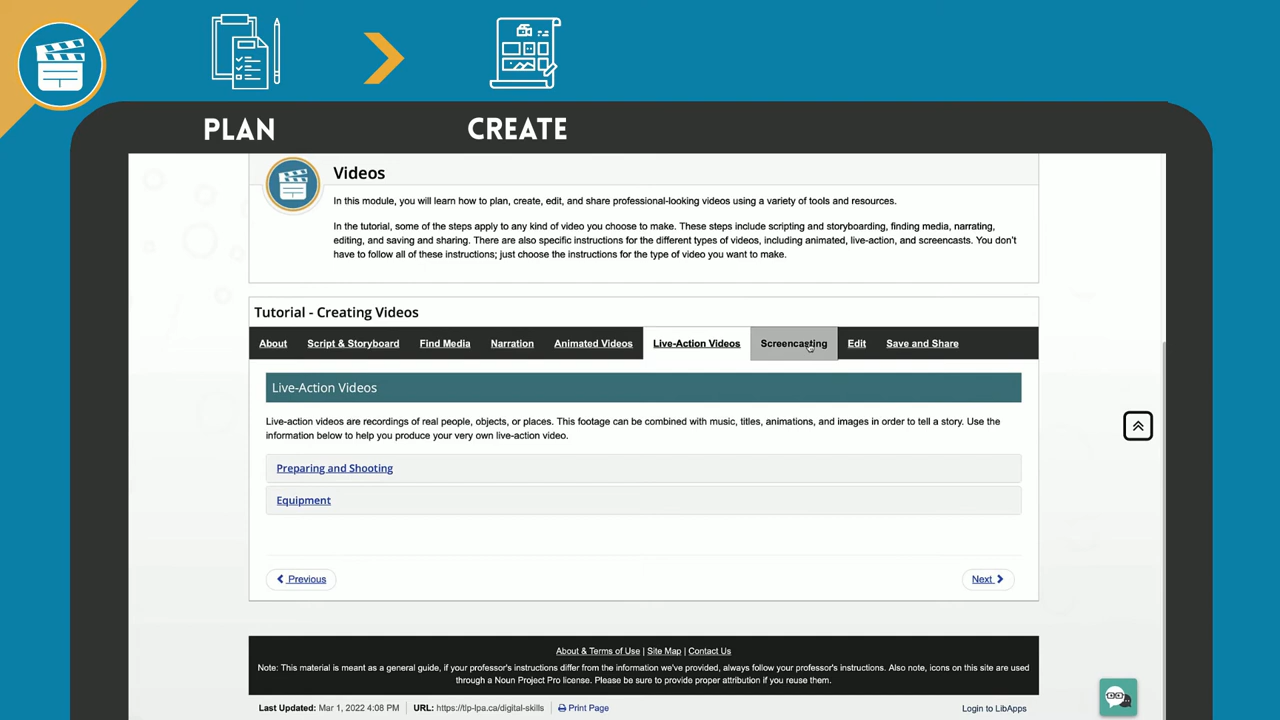 PLAN
CREATE
Videos
In this module, you will learn how to plan, create, edit, and share professional-looking videos using a variety of tools and resources.
In the tutorial, some of the steps apply to any kind of video you choose to make. These steps include scripting and storyboarding, finding media, narrating,
editing, and saving and sharing. There are also specific instructions for the different types of videos, including animated, live-action, and screencasts. You don't
have to follow all of these instructions; just choose the instructions for the type of video you want to make.
Tutorial - Creating Videos
About Script & Storyboard Find Media Narration Animated Videos Live-Action Videos Screencasting Edit Save and Share
Live-Action Videos
Live-action videos are recordings of real people, objects, or places. This footage can be combined with music, titles, animations, and images in order to tell a story. Use the
information below to help you produce your very own live-action video.
Preparing and Shooting
Equipment
Previous Next
About & Terms of Use | Site Map | Contact Us
Note: This material is meant as a general guide, if your professor's instructions differ from the information we've provided, always follow your professor's instructions. Also note, icons on this site are used
through a Noun Project Pro license. Please be sure to provide proper attribution if you reuse them.
Last Updated: Mar 1, 2022 4:08 PM URL: https://tlp-lpa.ca/digital-skills Print Page Login to LibApps